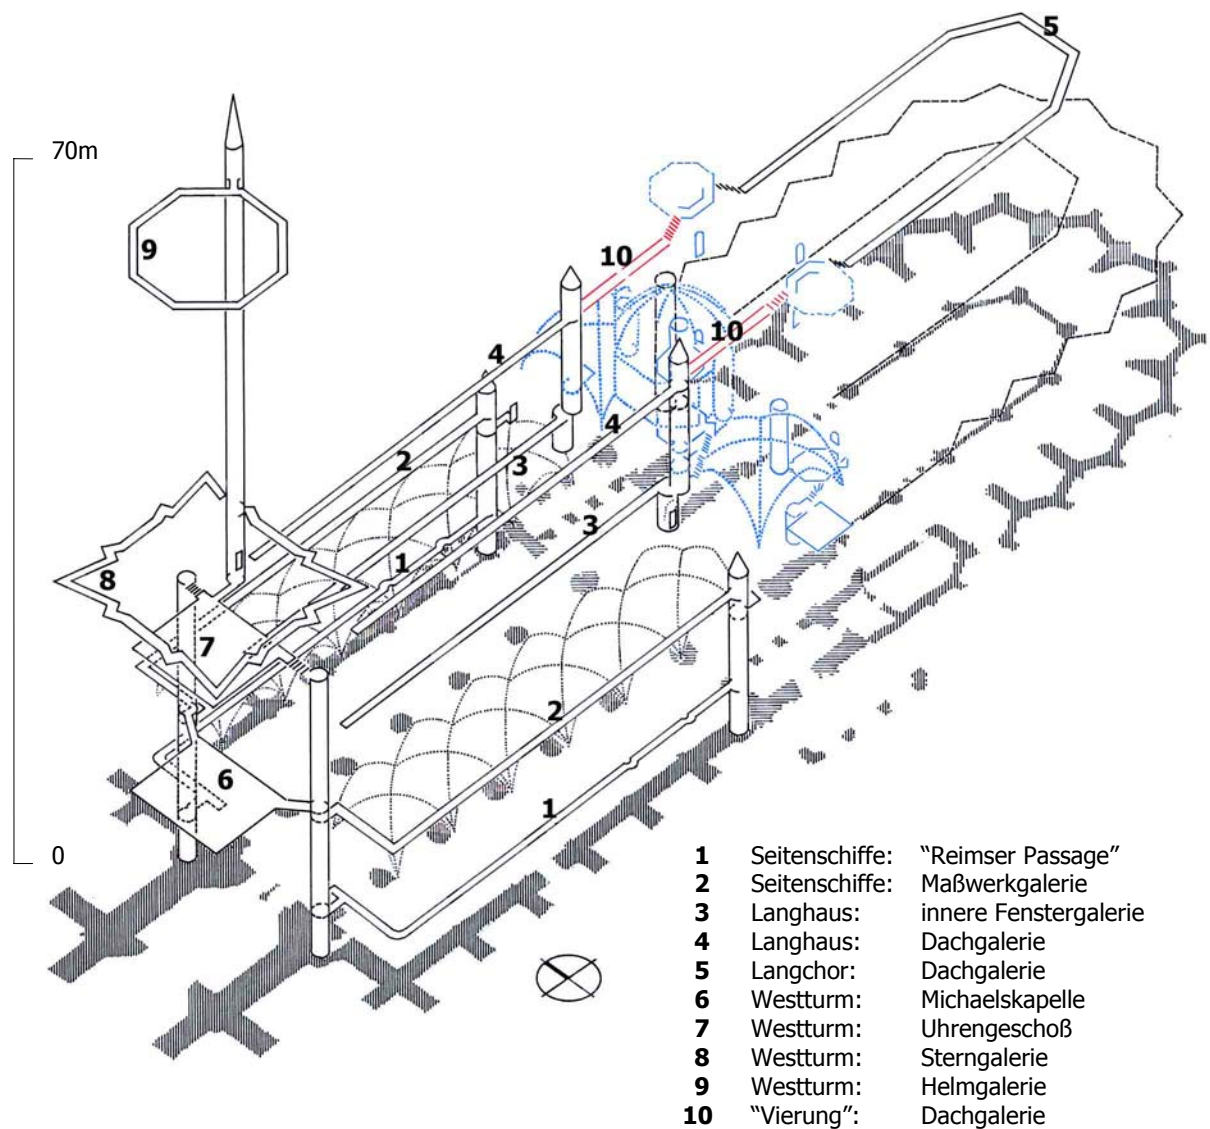 5
70m
9
10
10
4
4
2
3
3
1
8
7
2
6
1
0
1 Seitenschiffe: “Reimser Passage”
2 Seitenschiffe: Maßwerkgalerie
3 Langhaus: innere Fenstergalerie
4 Langhaus: Dachgalerie
5 Langchor: Dachgalerie
6 Westturm: Michaelskapelle
7 Westturm: Uhrengeschoß
8 Westturm: Sterngalerie
9 Westturm: Helmgalerie
10 “Vierung”: Dachgalerie